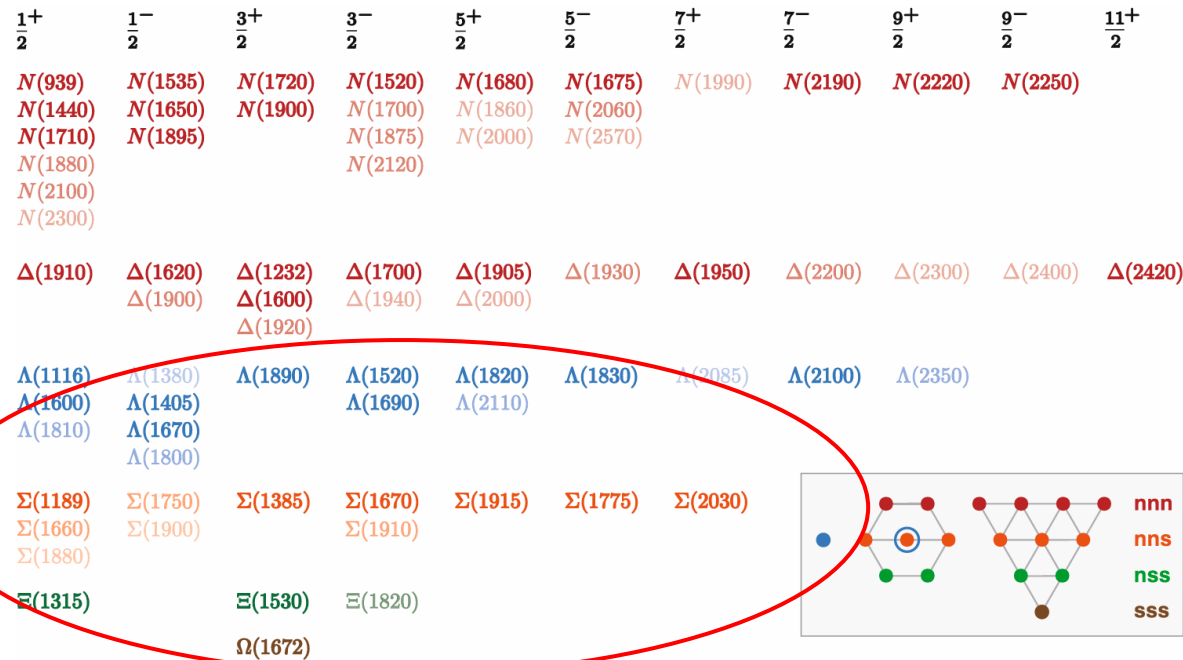 1/2⁺ 1/2⁻ 3/2⁺ 3/2⁻ 5/2⁺ 5/2⁻ 7/2⁺ 7/2⁻ 9/2⁺ 9/2⁻ 11/2⁺
N(939) N(1535) N(1720) N(1520) N(1680) N(1675) N(1990) N(2190) N(2220) N(2250)
N(1440) N(1650) N(1900) N(1700) N(1860) N(2060)
N(1710) N(1895) N(1875) N(2000) N(2570)
N(1880) N(2120)
N(2100)
N(2300)
Δ(1910) Δ(1620) Δ(1232) Δ(1700) Δ(1905) Δ(1930) Δ(1950) Δ(2200) Δ(2300) Δ(2400) Δ(2420)
Δ(1900) Δ(1600) Δ(1940) Δ(2000)
Δ(1920)
Λ(1116) Λ(1380) Λ(1890) Λ(1520) Λ(1820) Λ(1830) Λ(2085) Λ(2100) Λ(2350)
Λ(1600) Λ(1405) Λ(1690) Λ(2110)
Λ(1810) Λ(1670)
Λ(1800)
Σ(1189) Σ(1750) Σ(1385) Σ(1670) Σ(1915) Σ(1775) Σ(2030)
Σ(1660) Σ(1900) Σ(1910)
Σ(1880)
Ξ(1315) Ξ(1530) Ξ(1820)
Ω(1672)
nnn
nns
nss
sss